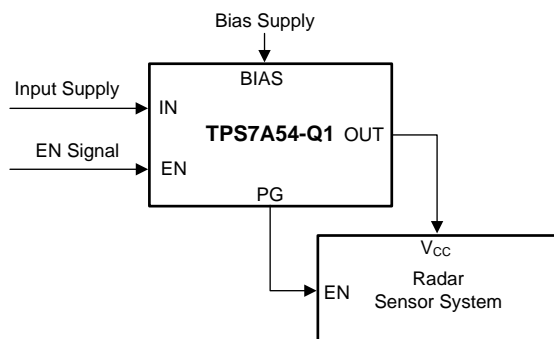 Bias Supply
BIAS
Input Supply
IN
TPS7A54-Q1
OUT
EN Signal
EN
PG
VCC
Radar
EN
Sensor System